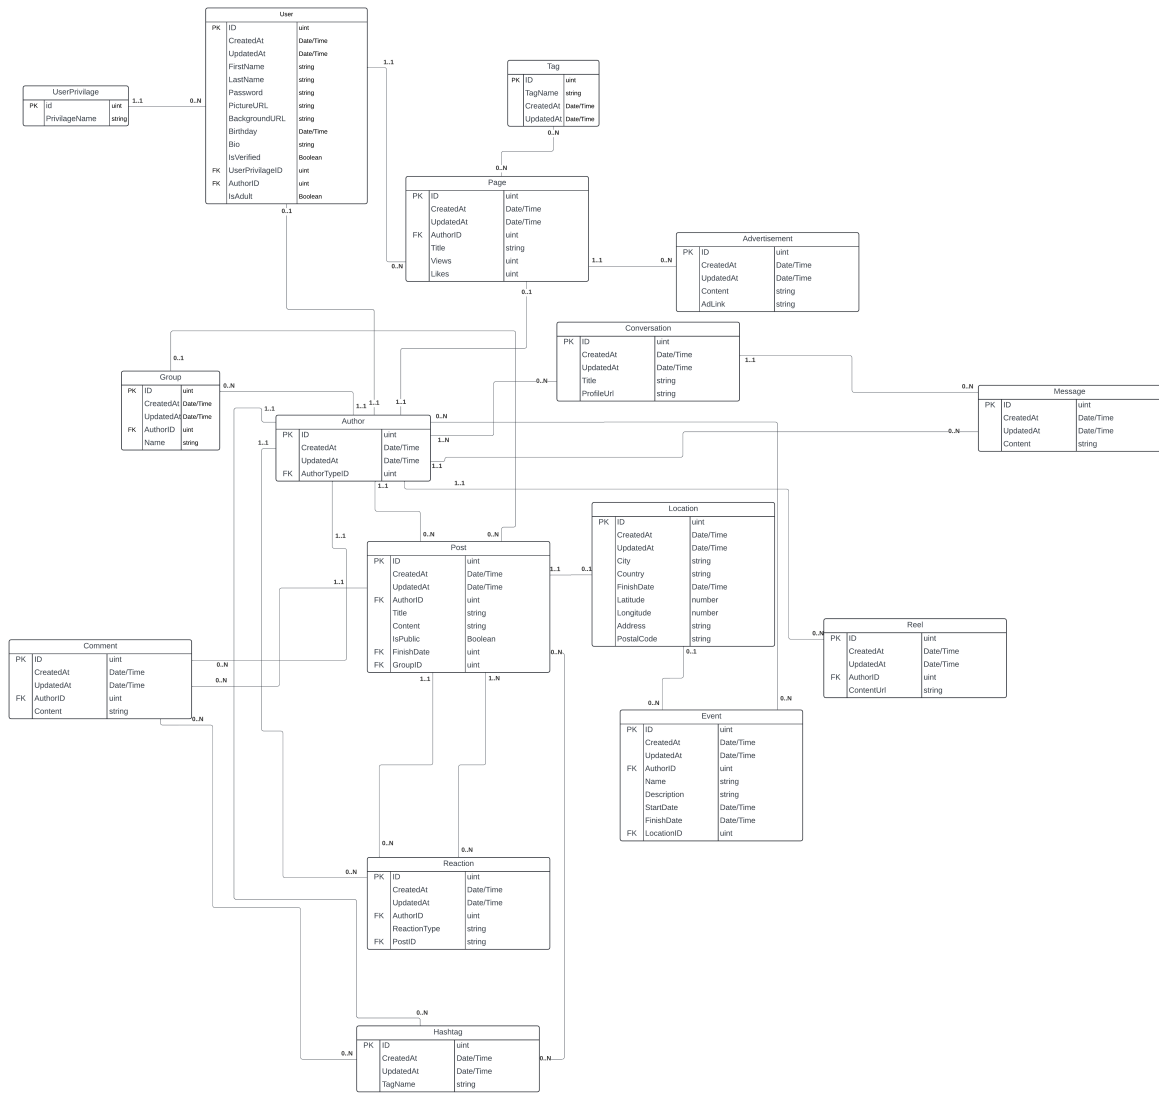 User
PK ID uint
CreatedAt Date/Time
UpdatedAt Date/Time
FirstName string
LastName string
Password string
PictureURL string
BackgroundURL string
Birthday Date/Time
Bio string
IsVerified Boolean
FK UserPrivilageID uint
FK AuthorID uint
IsAdult Boolean
1..1
0..N
0..1
UserPrivilage
PK id uint
PrivilageName string
1..1
0..N
Tag
PK ID uint
TagName string
CreatedAt Date/Time
UpdatedAt Date/Time
0..N
0..N
Page
PK ID uint
CreatedAt Date/Time
UpdatedAt Date/Time
FK AuthorID uint
Title string
Views uint
Likes uint
0..N
0..1
1..1
0..N
Advertisement
PK ID uint
CreatedAt Date/Time
UpdatedAt Date/Time
Content string
AdLink string
Conversation
PK ID uint
CreatedAt Date/Time
UpdatedAt Date/Time
Title string
ProfileUrl string
0..N
1..1
0..N
Message
PK ID uint
CreatedAt Date/Time
UpdatedAt Date/Time
Content string
0..N
0..1
Group
PK ID uint
CreatedAt Date/Time
UpdatedAt Date/Time
FK AuthorID uint
Name string
0..N
1..1
1..1
1..1
1..1
1..1
Author
PK ID uint
CreatedAt Date/Time
UpdatedAt Date/Time
FK AuthorTypeID uint
0..N
1..N
1..1
1..1
1..1
1..1
0..N
0..N
Post
PK ID uint
CreatedAt Date/Time
UpdatedAt Date/Time
FK AuthorID uint
Title string
Content string
IsPublic Boolean
FK FinishDate uint
FK GroupID uint
1..1
1..1
0..1
0..N
1..1
1..N
Location
PK ID uint
CreatedAt Date/Time
UpdatedAt Date/Time
City string
Country string
FinishDate Date/Time
Latitude number
Longitude number
Address string
PostalCode string
0..1
0..N
0..N
0..N
Reel
PK ID uint
CreatedAt Date/Time
UpdatedAt Date/Time
FK AuthorID uint
ContentUrl string
Comment
PK ID uint
CreatedAt Date/Time
UpdatedAt Date/Time
FK AuthorID uint
Content string
0..N
0..N
0..N
Event
PK ID uint
CreatedAt Date/Time
UpdatedAt Date/Time
FK AuthorID uint
Name string
Description string
StartDate Date/Time
FinishDate Date/Time
FK LocationID uint
0..N
0..N
0..N
Reaction
PK ID uint
CreatedAt Date/Time
UpdatedAt Date/Time
FK AuthorID uint
ReactionType string
FK PostID string
0..N
0..N
0..N
Hashtag
PK ID uint
CreatedAt Date/Time
UpdatedAt Date/Time
TagName string